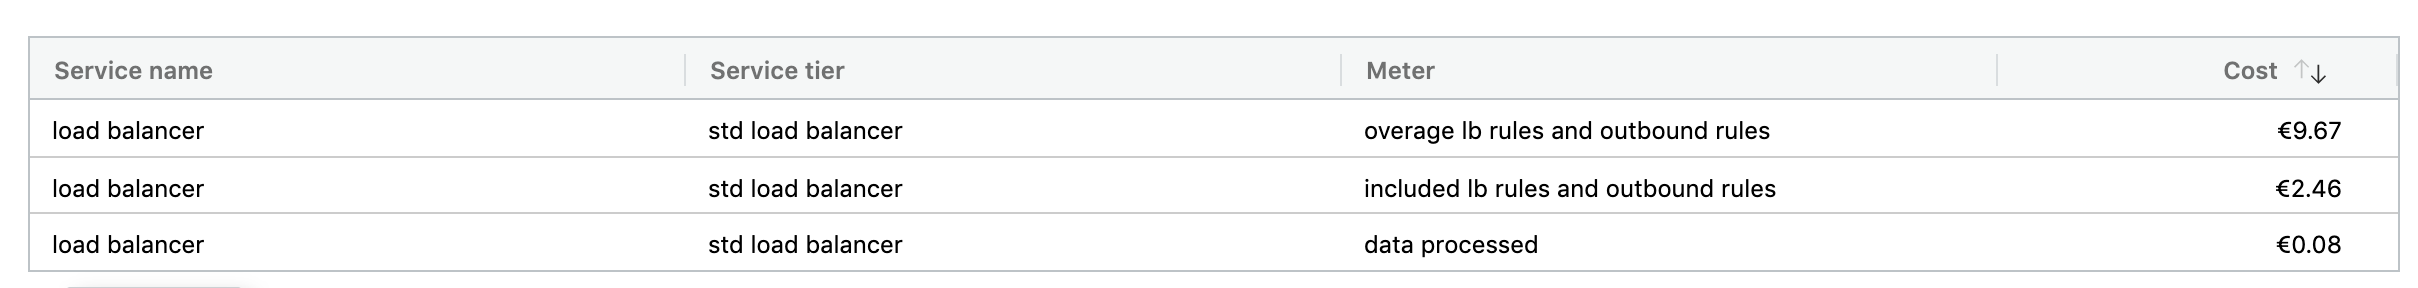 Service name Service tier Meter Cost
load balancer std load balancer overage lb rules and outbound rules €9.67
load balancer std load balancer included lb rules and outbound rules €2.46
load balancer std load balancer data processed €0.08